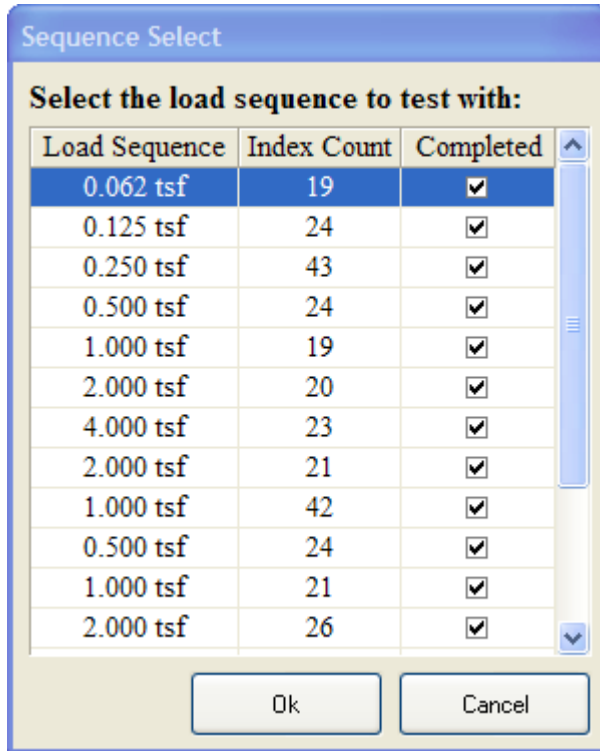 Sequence Select
Select the load sequence to test with:
Load Sequence Index Count Completed
0.062 tsf 19
0.125 tsf 24
0.250 tsf 43
0.500 tsf 24
1.000 tsf 19
2.000 tsf 20
4.000 tsf 23
2.000 tsf 21
1.000 tsf 42
0.500 tsf 24
1.000 tsf 21
2.000 tsf 26
Ok Cancel